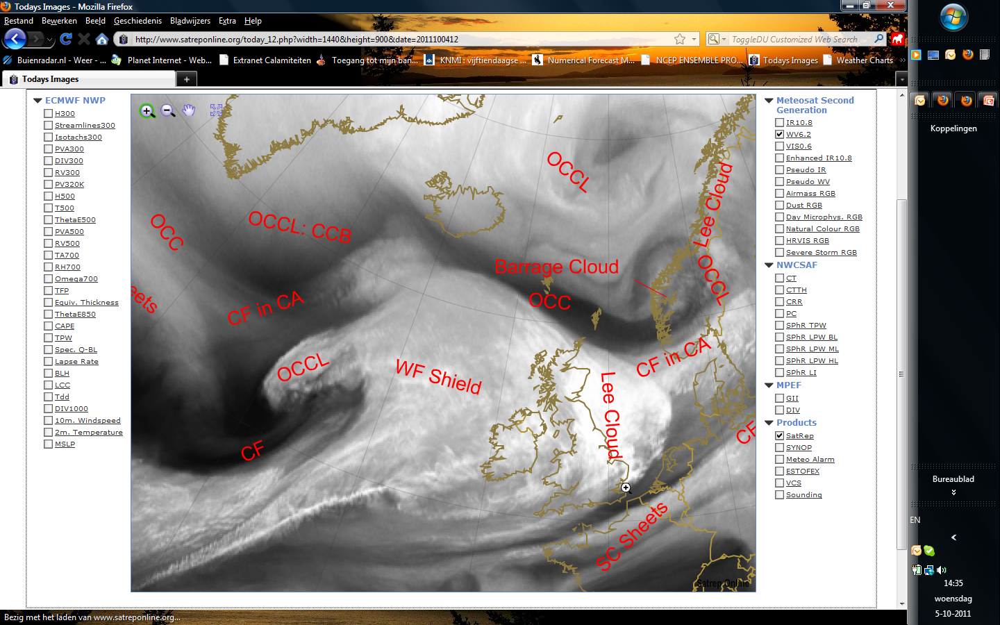 Todays Images - Mozilla Firefox
Bestand Bewerken Beeld Geschiedenis Bladwijzers Extra Help
http://www.satreponline.org/today_12.php?width=1440&height=900&date=2011100412
ToggleDU Customized Web Search
Buienradar.nl - Weer - ... Planet Internet - Web... Extranet Calamiteiten Toegang tot mijn ban... KNMI : vijftiendaagse ... Numerical Forecast M... NCEP ENSEMBLE PRO... Todays Images Weather Charts
Todays Images
ECMWF NWP
H300
Streamlines300
Isotachs300
PVA300
DIV300
RV300
PV320K
H500
T500
ThetaE500
PVA500
RV500
TA700
RH700
Omega700
TFP
Equiv. Thickness
ThetaE850
CAPE
TPW
Spec. Q-BL
Lapse Rate
BLH
LCC
Tdd
DIV1000
10m. Windspeed
2m. Temperature
MSLP
OCCL
Lee Cloud
OCC
OCCL: CCB
Barrage Cloud
OCCL
OCC
eets
CF in CA
CF in CA
OCCL
WF Shield
Lee Cloud
CF
CF
SC Sheets
Satrep Online
Meteosat Second
Generation
IR10.8
WV6.2
VIS0.6
Enhanced IR10.8
Pseudo IR
Pseudo WV
Airmass RGB
Dust RGB
Day Microphys. RGB
Natural Colour RGB
HRVIS RGB
Severe Storm RGB
NWCSAF
CT
CTTH
CRR
PC
SPhR TPW
SPhR LPW BL
SPhR LPW ML
SPhR LPW HL
SPhR LI
MPEF
GII
DIV
Products
SatRep
SYNOP
Meteo Alarm
ESTOFEX
VCS
Sounding
Bezig met het laden van www.satreponline.org...
Koppelingen
Bureaublad
EN
14:35
woensdag
5-10-2011